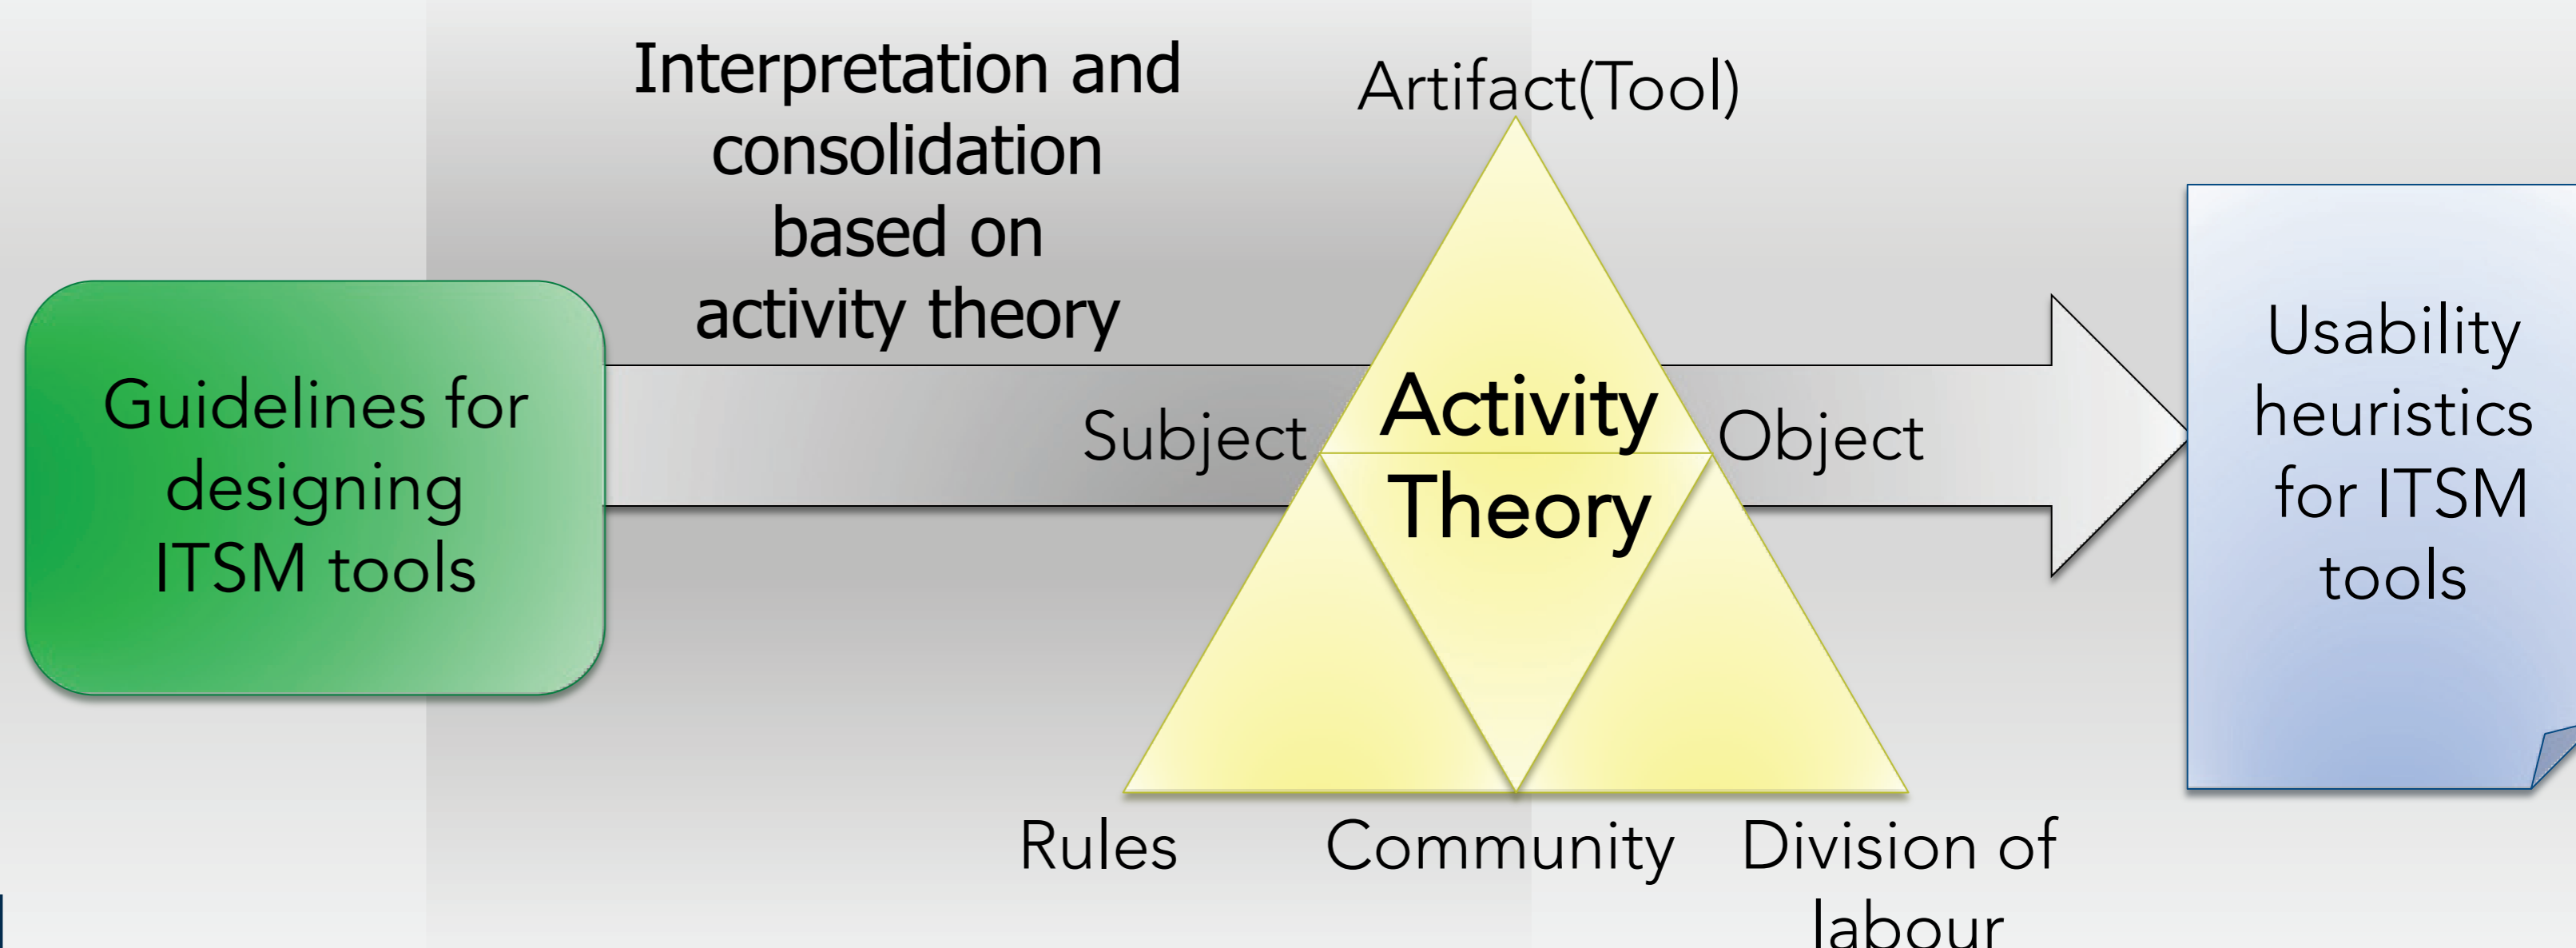 Interpretation and
consolidation
based on
activity theory
Guidelines for
designing
ITSM tools
Artifact(Tool)
Subject
Activity
Theory
Object
Rules
Community
Division of
labour
Usability
heuristics
for ITSM
tools